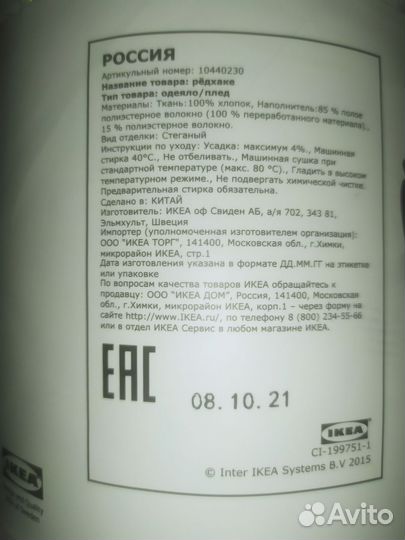 РОССИЯ
Артикульный номер: 10440230
Название товара: рёдхаке
Тип товара: одеяло/плед
Материалы: Ткань:100% хлопок, Наполнитель:85 % полое
полиэстерное волокно (100 % переработанного материала).,
15 % полиэстерное волокно.
Вид отделки: Стеганый
Инструкции по уходу: Усадка: максимум 4%., Машинная
стирка 40°C., Не отбеливать., Машинная сушка при
стандартной температуре (макс. 80 °C)., Гладить в высоком
температурном режиме., Не подвергать химической чистке.
Предварительная стирка обязательна.
Сделано в: КИТАЙ
Изготовитель: ИКЕА оф Свиден АБ, а/я 702, 343 81,
Эльмхульт, Швеция
Импортер (уполномоченная изготовителем организация):
ООО "ИКЕА ТОРГ", 141400, Московская обл., г.Химки,
микрорайон ИКЕА, стр.1
Дата изготовления указана в формате ДД.ММ.ГГ на этикетке
или упаковке
По вопросам качества товаров ИКЕА обращайтесь к
продавцу: ООО "ИКЕА ДОМ", Россия, 141400, Московская
обл., г.Химки, микрорайон ИКЕА, корп.1 – через форму на
сайте http://www.IKEA.ru/, по телефону 8 (800) 234-55-66
или в отдел ИКЕА Сервис в любом магазине ИКЕА.
EAC
08.10.21
IKEA
CI-199751-1
© Inter IKEA Systems B.V 2015
IKEA
and Quality
of Sweden
Avito